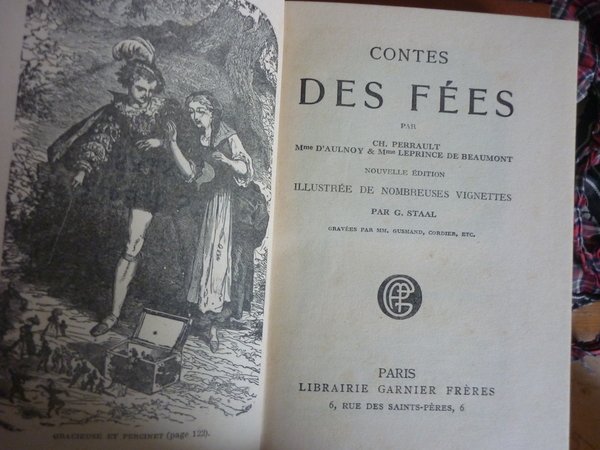 CONTES
DES FÉES
PAR
CH. PERRAULT
Mme D'AULNOY & Mme LEPRINCE DE BEAUMONT
NOUVELLE ÉDITION
ILLUSTRÉE DE NOMBREUSES VIGNETTES
PAR G. STAAL
GRAVÉES PAR MM. GUSMAND, CORDIER, ETC.
PARIS
LIBRAIRIE GARNIER FRÈRES
6, RUE DES SAINTS-PÈRES, 6
GRACIEUSE ET PERCINET (page 122).